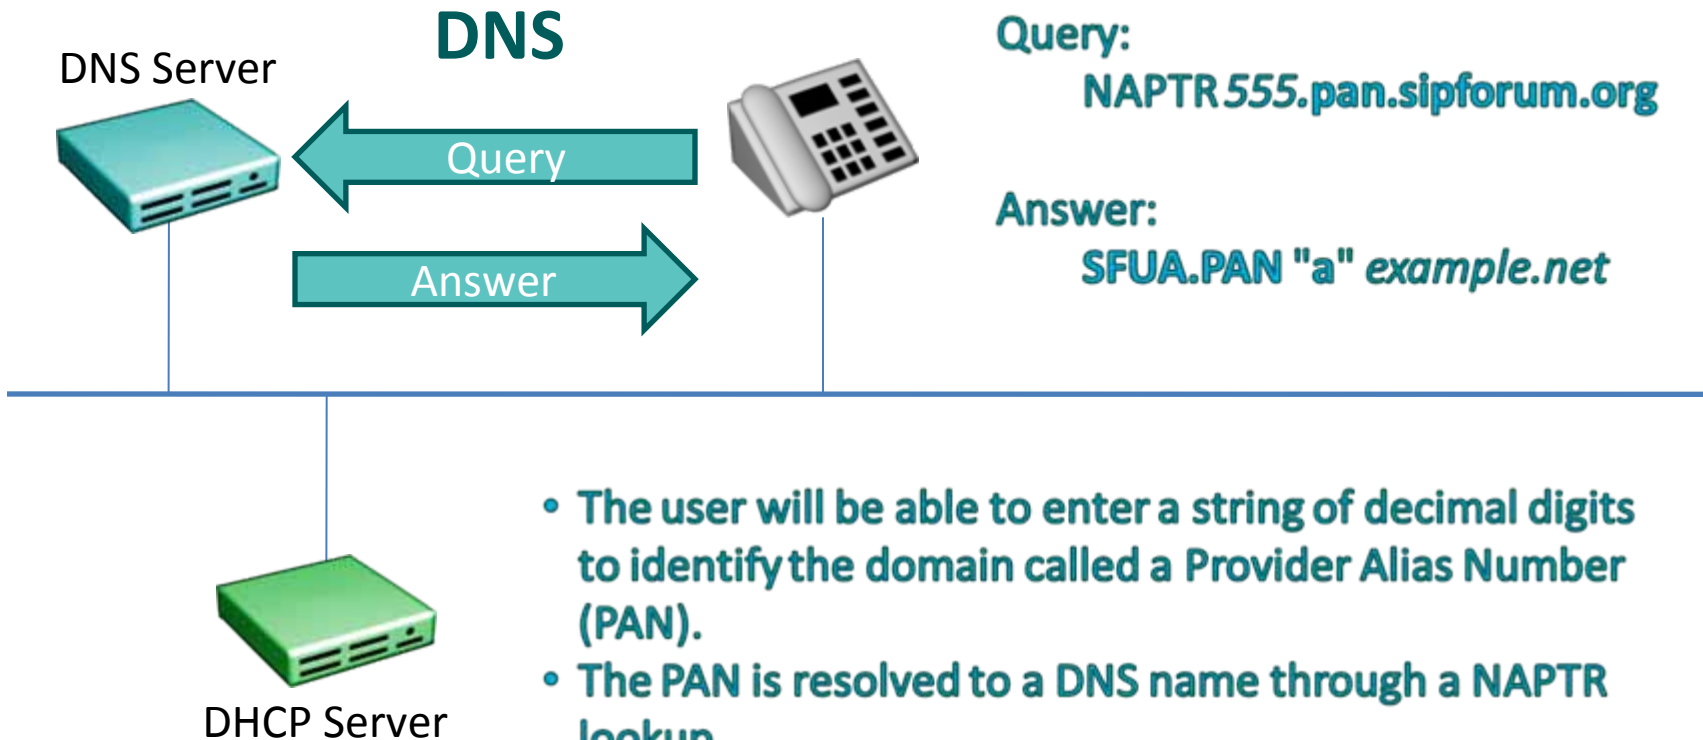 DNS
DNS Server
Query
Answer
Query:
NAPTR 555.pan.sipforum.org
Answer:
SFUA.PAN "a" example.net
DHCP Server
• The user will be able to enter a string of decimal digits
to identify the domain called a Provider Alias Number
(PAN).
• The PAN is resolved to a DNS name through a NAPTR
lookup